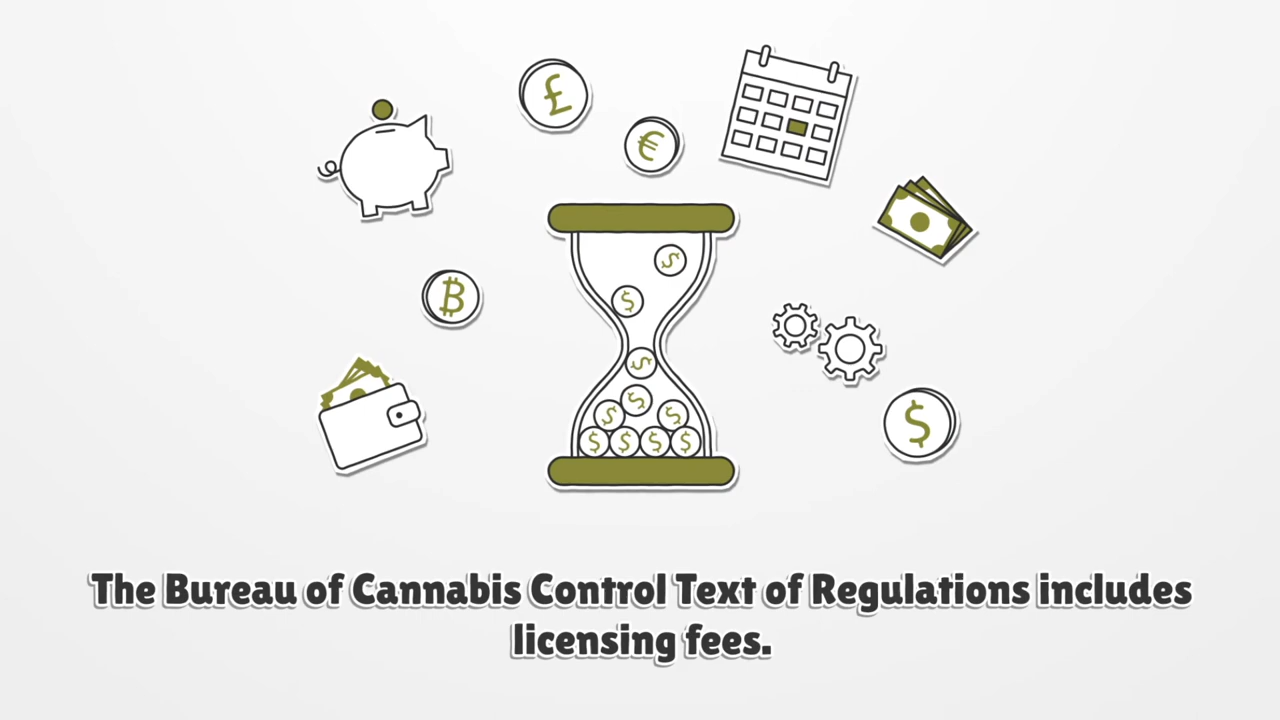 The Bureau of Cannabis Control Text of Regulations includes
licensing fees.